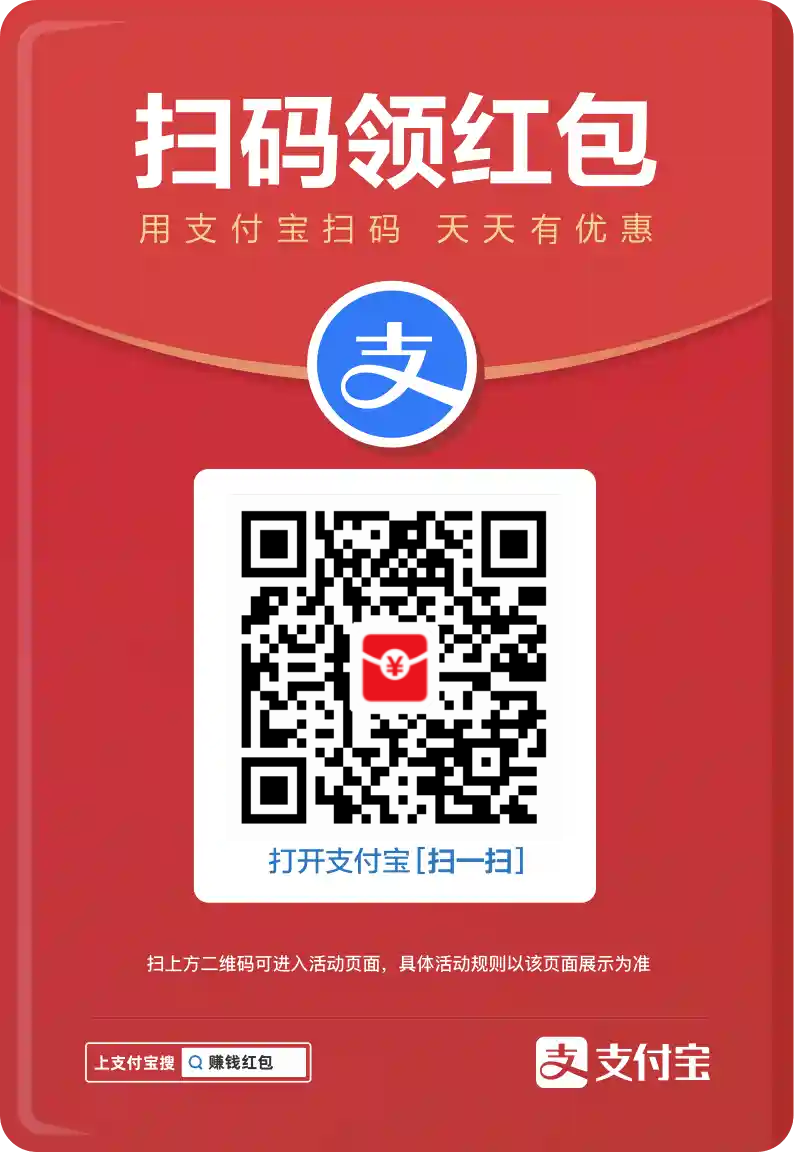 扫码领红包
用支付宝扫码 天天有优惠
支
¥
打开支付宝[扫一扫]
扫上方二维码可进入活动页面，具体活动规则以该页面展示为准
上支付宝搜 赚钱红包
支 支付宝